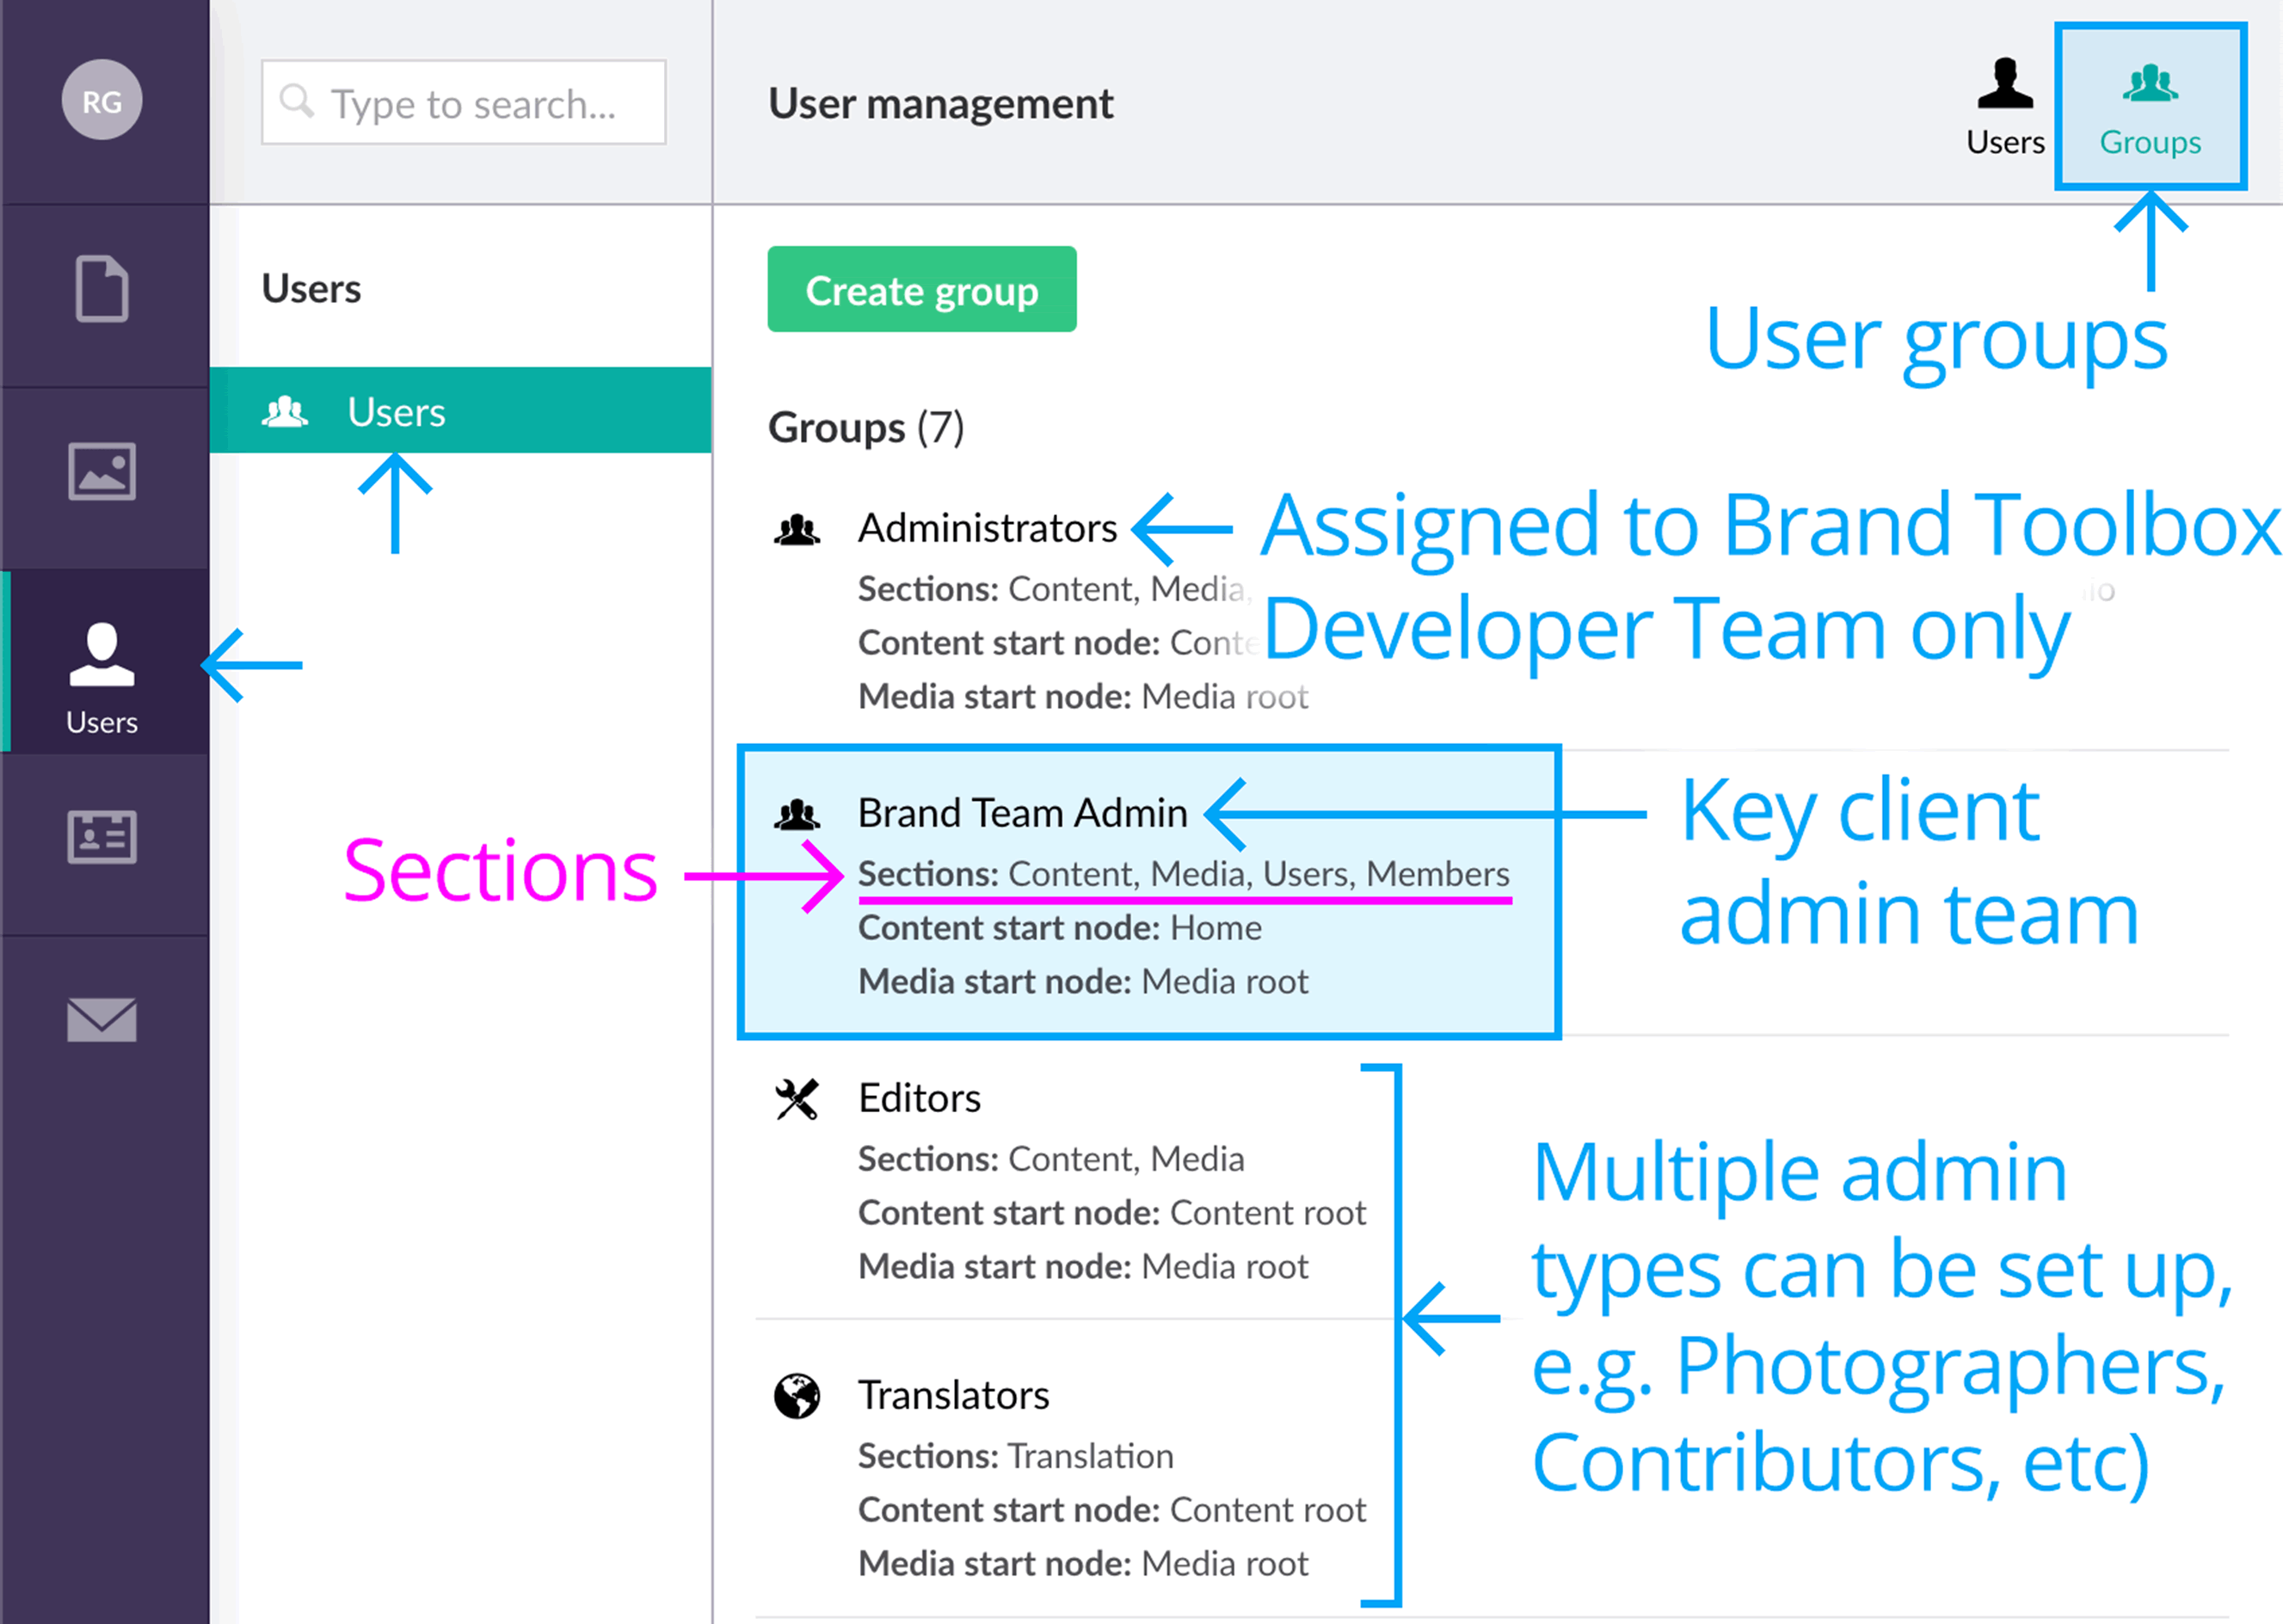 RG
Type to search...
User management
Users
Groups
User groups
Users
Create group
Users
Groups (7)
Administrators
Assigned to Brand Toolbox
Developer Team only
Sections: Content, Media,
Content start node:
Media start node: Media root
Users
Brand Team Admin
Key client
admin team
Sections
Sections: Content, Media, Users, Members
Content start node: Home
Media start node: Media root
Editors
Sections: Content, Media
Content start node: Content root
Media start node: Media root
Multiple admin
types can be set up,
e.g. Photographers,
Contributors, etc)
Translators
Sections: Translation
Content start node: Content root
Media start node: Media root